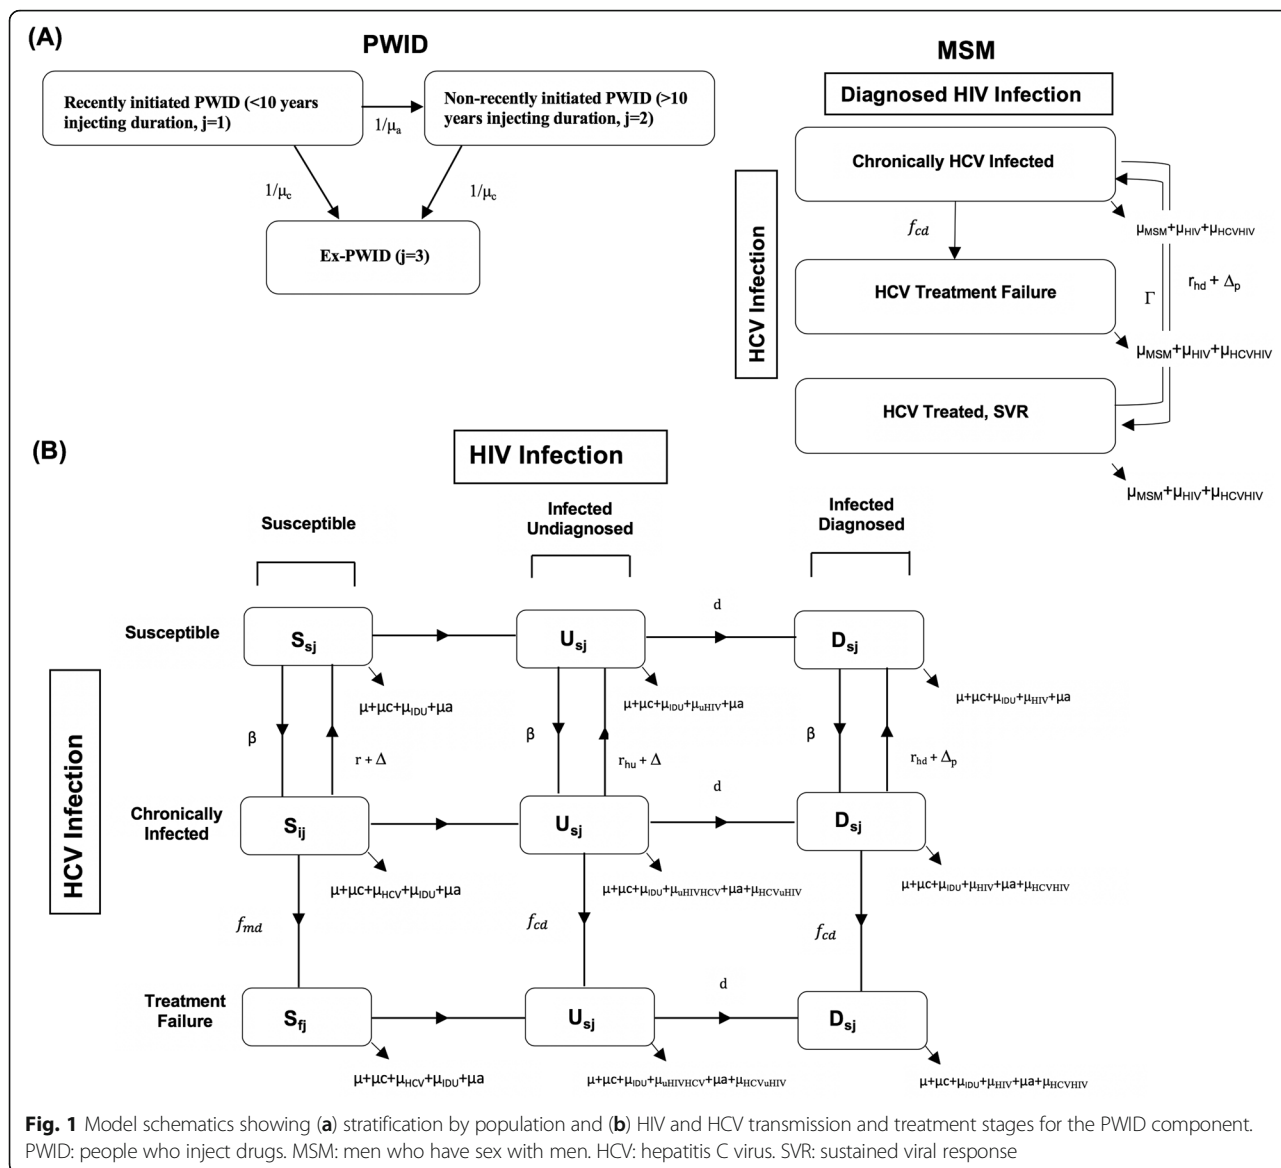 (A)
PWID
Recently initiated PWID (<10 years
injecting duration, j=1)
1/μa
Non-recently initiated PWID (>10
years injecting duration, j=2)
1/μc
1/μc
Ex-PWID (j=3)
MSM
Diagnosed HIV Infection
HCV Infection
Chronically HCV Infected
μMSM+μHIV+μHCVHIV
fcd
HCV Treatment Failure
Γ
rhd + Δp
μMSM+μHIV+μHCVHIV
HCV Treated, SVR
μMSM+μHIV+μHCVHIV
(B)
HIV Infection
Susceptible
Infected
Undiagnosed
Infected
Diagnosed
HCV Infection
Susceptible
Ssj
Usj
d
Dsj
μ+μc+μIDU+μa
μ+μc+μIDU+μuHIV+μa
μ+μc+μIDU+μHIV+μa
β
r + Δ
β
rhu + Δ
β
rhd + Δp
Chronically
Infected
Sij
Usj
d
Dsj
μ+μc+μHCV+μIDU+μa
μ+μc+μIDU+μuHIVHCV+μa+μHCVuHIV
μ+μc+μIDU+μHIV+μa+μHCVHIV
fmd
fcd
fcd
Treatment
Failure
Sfj
Usj
d
Dsj
μ+μc+μHCV+μIDU+μa
μ+μc+μIDU+μuHIVHCV+μa+μHCVuHIV
μ+μc+μIDU+μHIV+μa+μHCVHIV
Fig. 1 Model schematics showing (a) stratification by population and (b) HIV and HCV transmission and treatment stages for the PWID component.
PWID: people who inject drugs. MSM: men who have sex with men. HCV: hepatitis C virus. SVR: sustained viral response